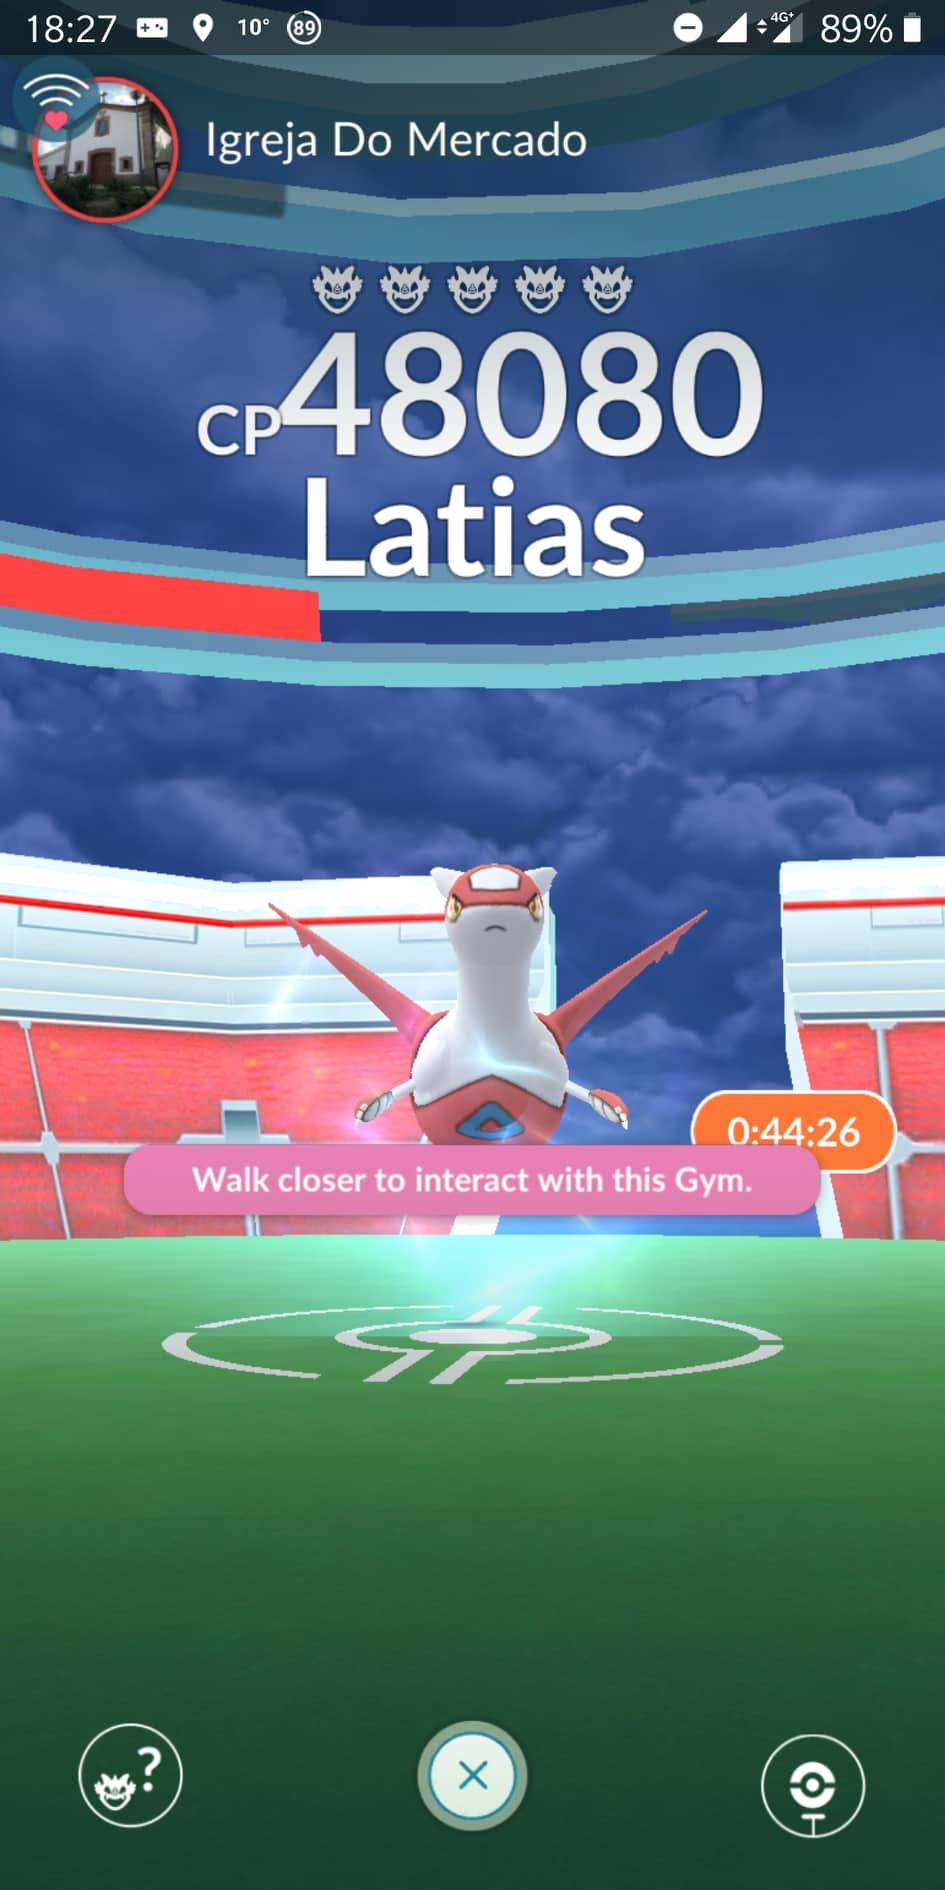 18:27 10° 89 4G+ 89%
Igreja Do Mercado
CP48080
Latias
0:44:26
Walk closer to interact with this Gym.
?